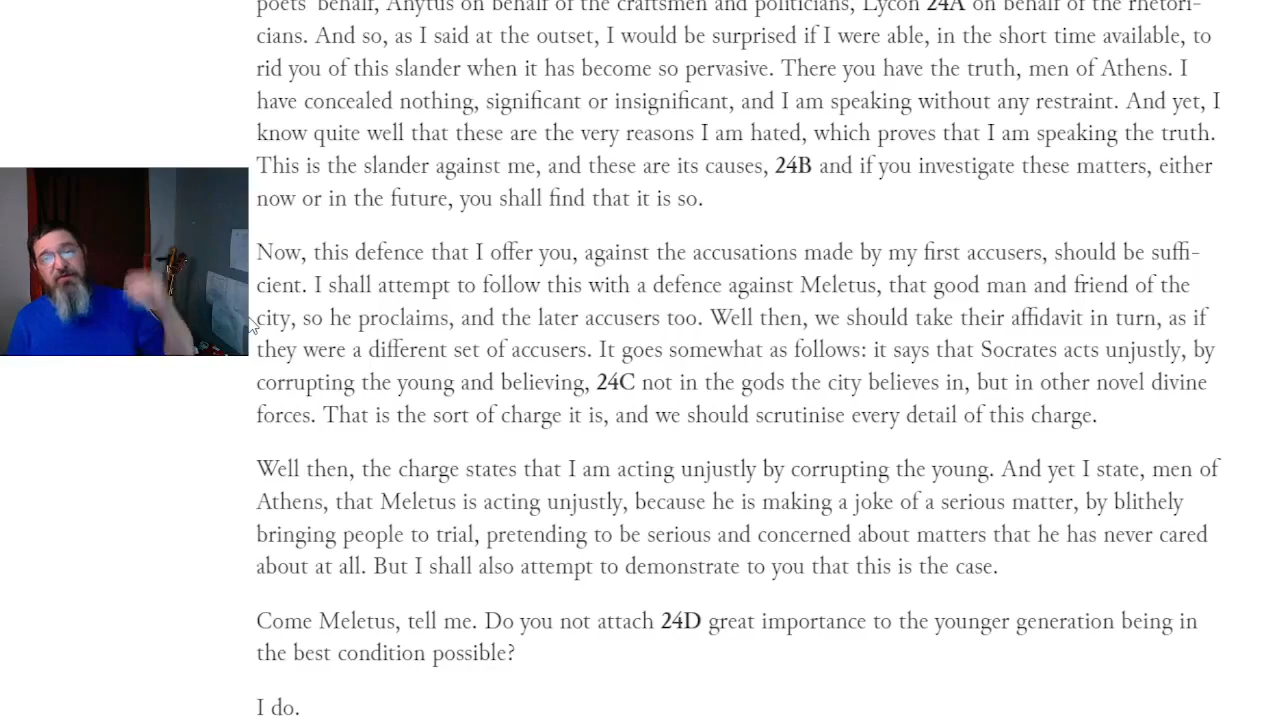 poets' behalf, Anytus on behalf of the craftsmen and politicians, Lycon 24A on behalf of the rhetori-
cians. And so, as I said at the outset, I would be surprised if I were able, in the short time available, to
rid you of this slander when it has become so pervasive. There you have the truth, men of Athens. I
have concealed nothing, significant or insignificant, and I am speaking without any restraint. And yet, I
know quite well that these are the very reasons I am hated, which proves that I am speaking the truth.
This is the slander against me, and these are its causes, 24B and if you investigate these matters, either
now or in the future, you shall find that it is so.
Now, this defence that I offer you, against the accusations made by my first accusers, should be suffi-
cient. I shall attempt to follow this with a defence against Meletus, that good man and friend of the
city, so he proclaims, and the later accusers too. Well then, we should take their affidavit in turn, as if
they were a different set of accusers. It goes somewhat as follows: it says that Socrates acts unjustly, by
corrupting the young and believing, 24C not in the gods the city believes in, but in other novel divine
forces. That is the sort of charge it is, and we should scrutinise every detail of this charge.
Well then, the charge states that I am acting unjustly by corrupting the young. And yet I state, men of
Athens, that Meletus is acting unjustly, because he is making a joke of a serious matter, by blithely
bringing people to trial, pretending to be serious and concerned about matters that he has never cared
about at all. But I shall also attempt to demonstrate to you that this is the case.
Come Meletus, tell me. Do you not attach 24D great importance to the younger generation being in
the best condition possible?
I do.